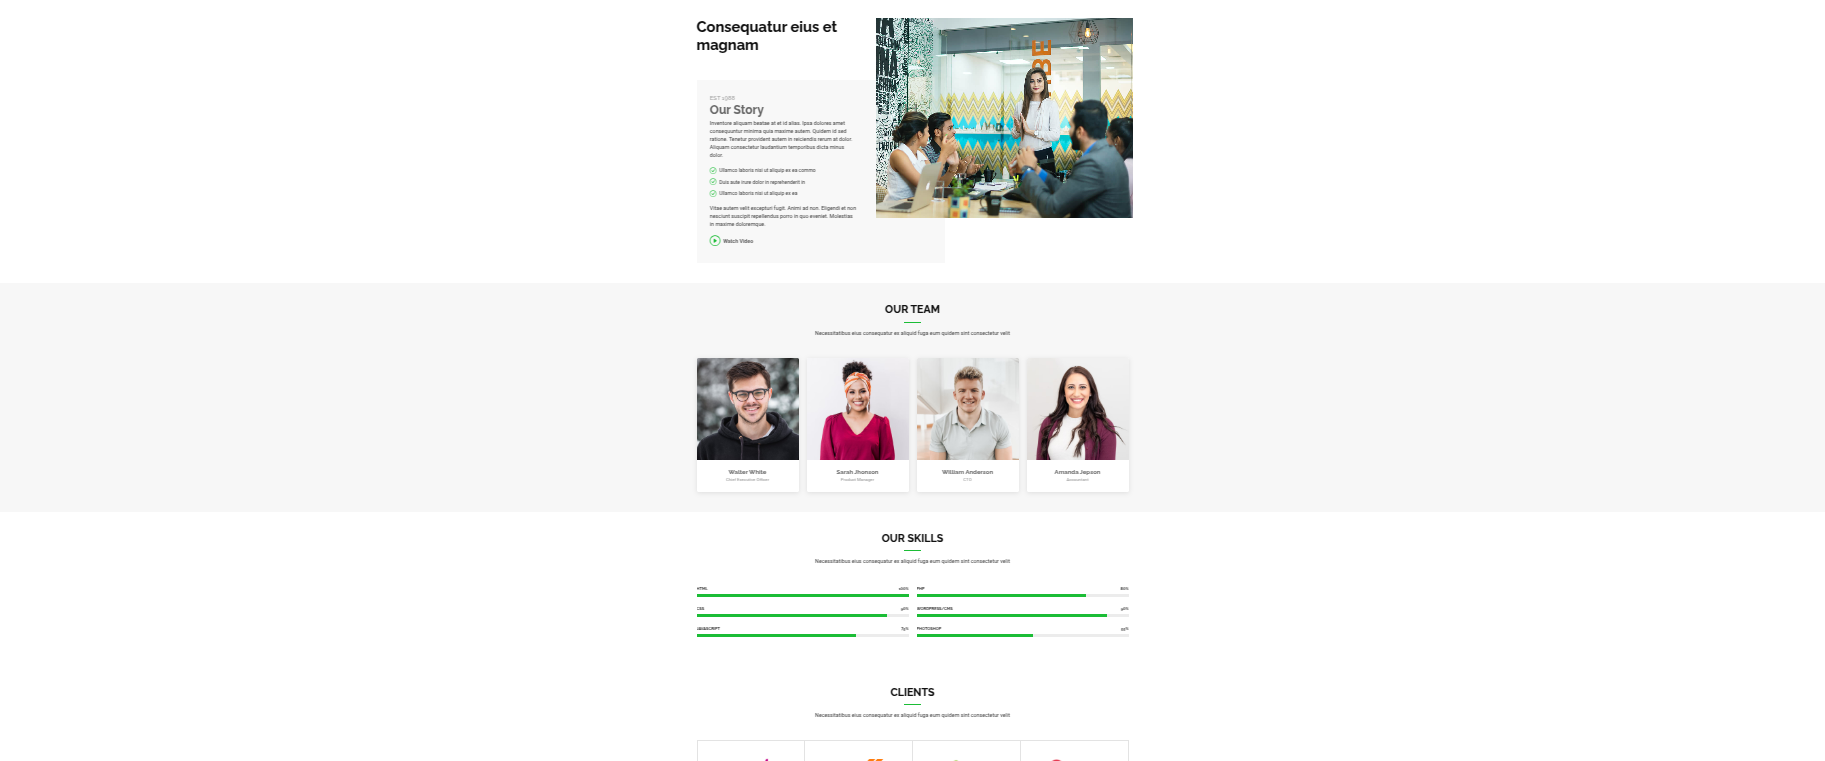 Consequatur eius et
magnam
EST 1988
Our Story
Inventore aliquam beatae at et id alias. Ipsa dolores amet
consequuntur minima quia maxime autem. Quidem id sed
ratione. Tenetur provident autem in reiciendis rerum at dolor.
Aliquam consectetur laudantium temporibus dicta minus
dolor.
Ullamco laboris nisi ut aliquip ex ea commo
Duis aute irure dolor in reprehenderit in
Ullamco laboris nisi ut aliquip ex ea
Vitae autem velit excepturi fugit. Animi ad non. Eligendi et non
nesciunt suscipit repellendus porro in quo eveniet. Molestias
in maxime doloremque.
Watch Video
OUR TEAM
Necessitatibus eius consequatur ex aliquid fuga eum quidem sint consectetur velit
Walter White
Chief Executive Officer
Sarah Jhonson
Product Manager
William Anderson
CTO
Amanda Jepson
Accountant
OUR SKILLS
Necessitatibus eius consequatur ex aliquid fuga eum quidem sint consectetur velit
HTML 100%
PHP 80%
CSS 90%
WORDPRESS/CMS 90%
JAVASCRIPT 75%
PHOTOSHOP 55%
CLIENTS
Necessitatibus eius consequatur ex aliquid fuga eum quidem sint consectetur velit